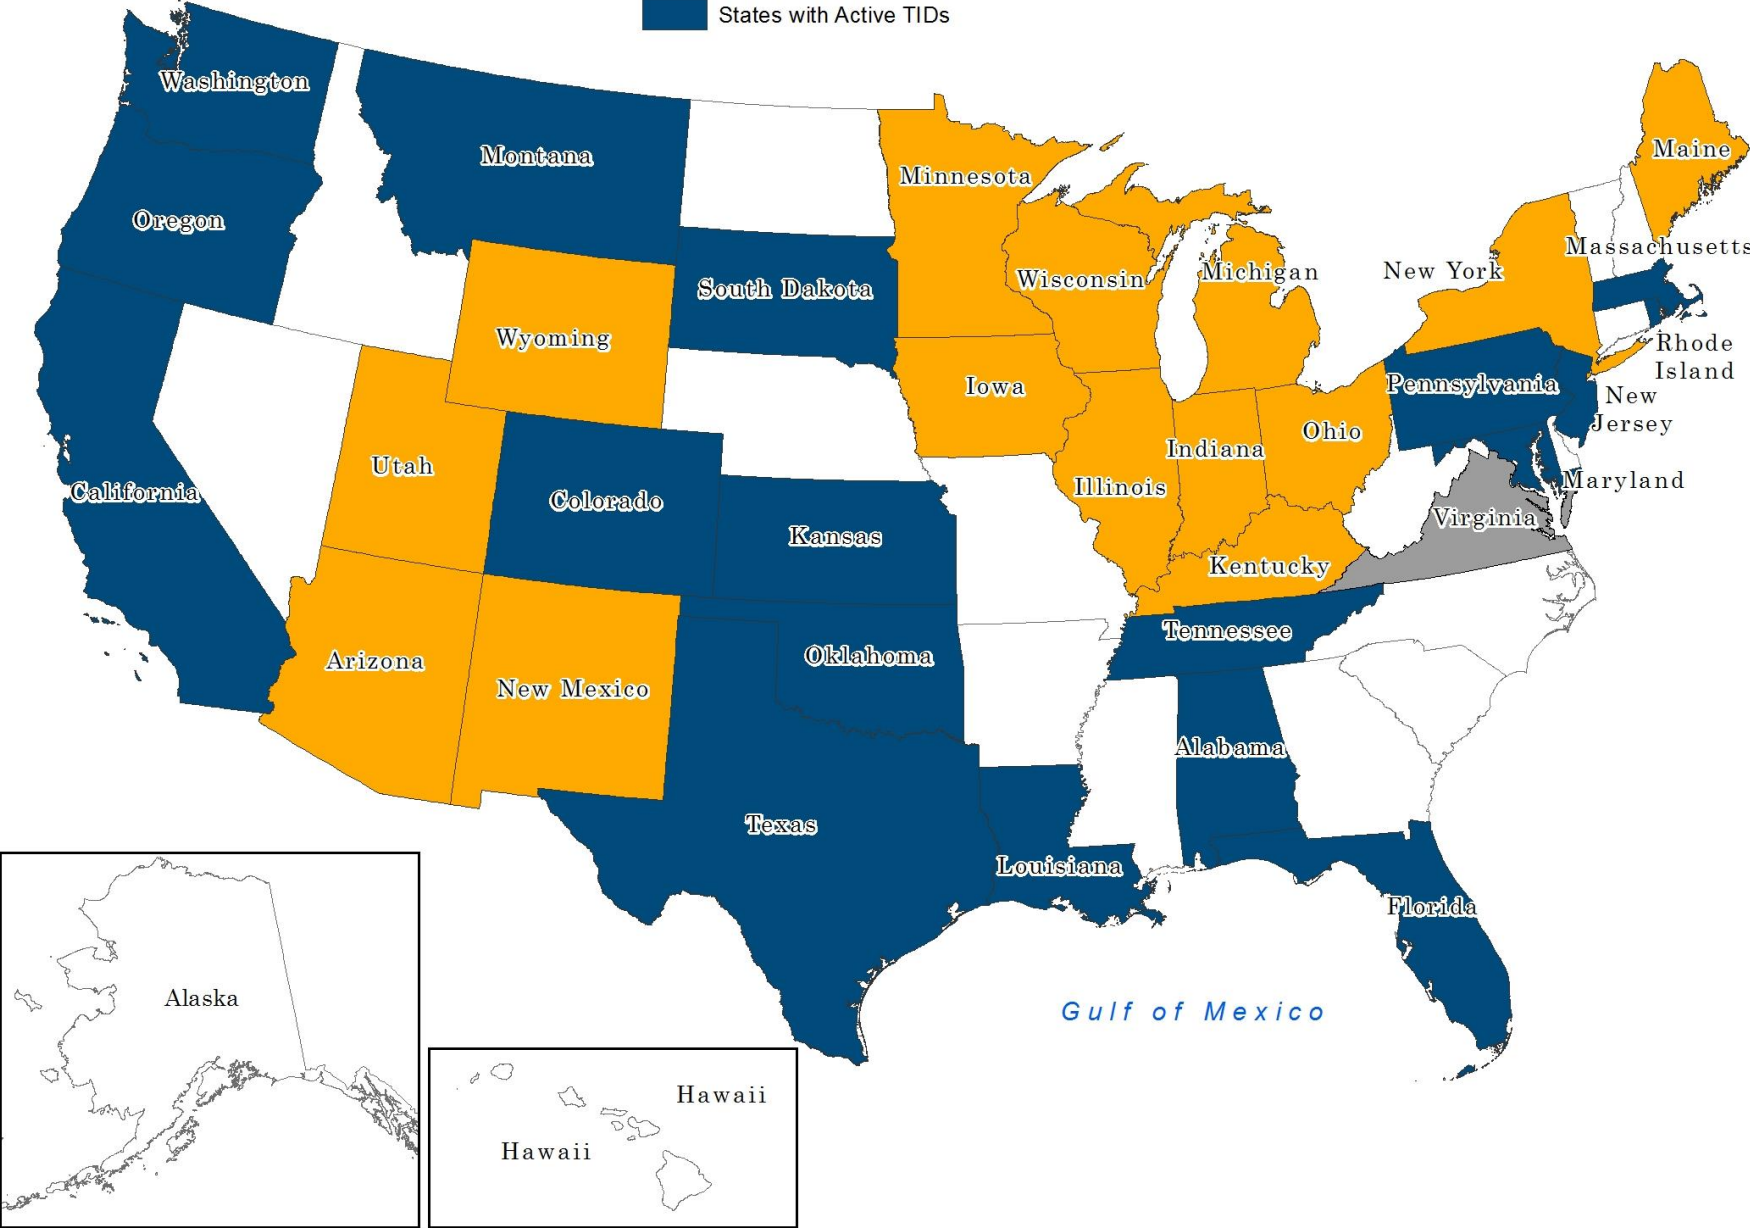 States with Active TIDs
Washington
Montana
Minnesota
Maine
Oregon
Massachusetts
New York
Wisconsin
Michigan
South Dakota
Wyoming
Rhode
Island
Iowa
Pennsylvania
New
Jersey
Ohio
Indiana
Utah
California
Colorado
Illinois
Maryland
Virginia
Kansas
Kentucky
Tennessee
Oklahoma
Arizona
New Mexico
Alabama
Texas
Louisiana
Florida
Alaska
Gulf of Mexico
Hawaii
Hawaii